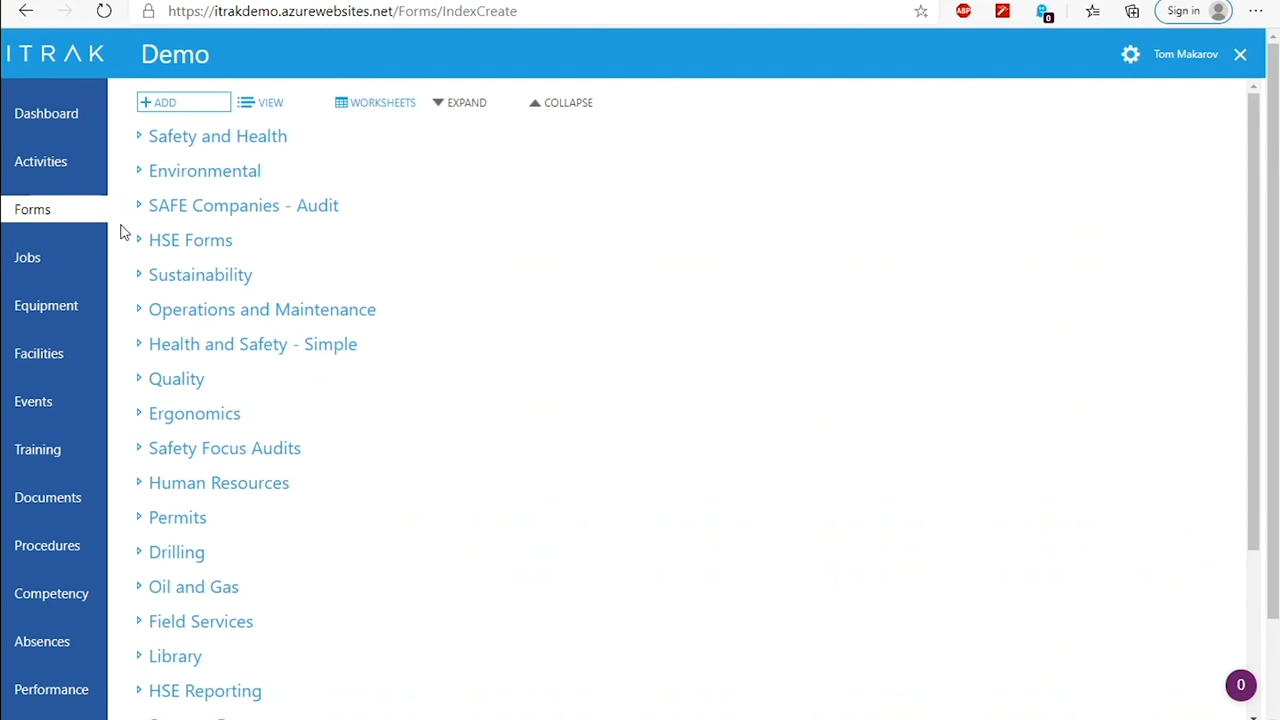 https://itrakdemo.azurewebsites.net/Forms/IndexCreate
ABP
0
Sign in
ITRAK
Demo
Tom Makarov
Dashboard
Activities
Forms
Jobs
Equipment
Facilities
Events
Training
Documents
Procedures
Competency
Absences
Performance
+ ADD VIEW WORKSHEETS EXPAND COLLAPSE
Safety and Health
Environmental
SAFE Companies - Audit
HSE Forms
Sustainability
Operations and Maintenance
Health and Safety - Simple
Quality
Ergonomics
Safety Focus Audits
Human Resources
Permits
Drilling
Oil and Gas
Field Services
Library
HSE Reporting
0